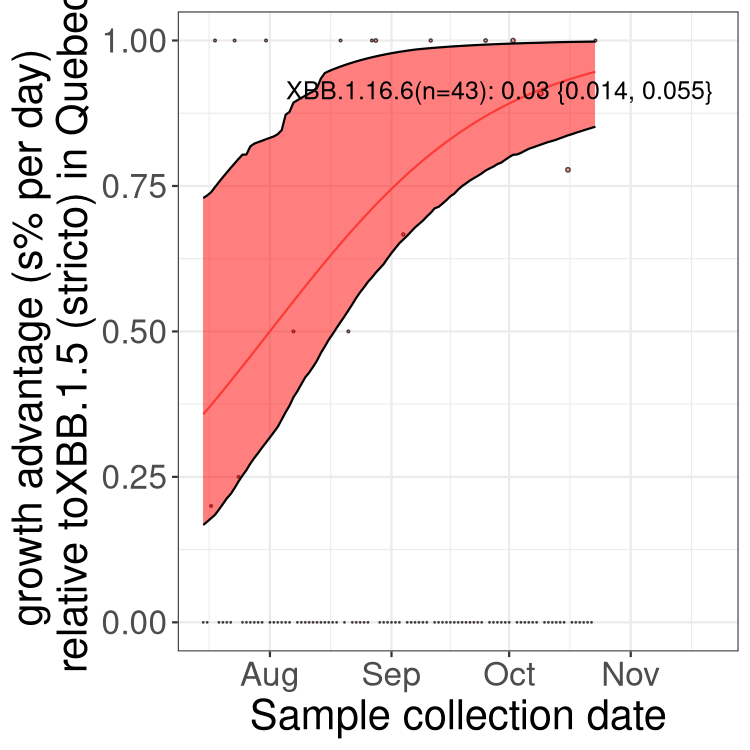 growth advantage (s% per day)
relative toXBB.1.5 (stricto) in Quebec
1.00
0.75
0.50
0.25
0.00
XBB.1.16.6(n=43): 0.03 {0.014, 0.055}
Aug Sep Oct Nov
Sample collection date